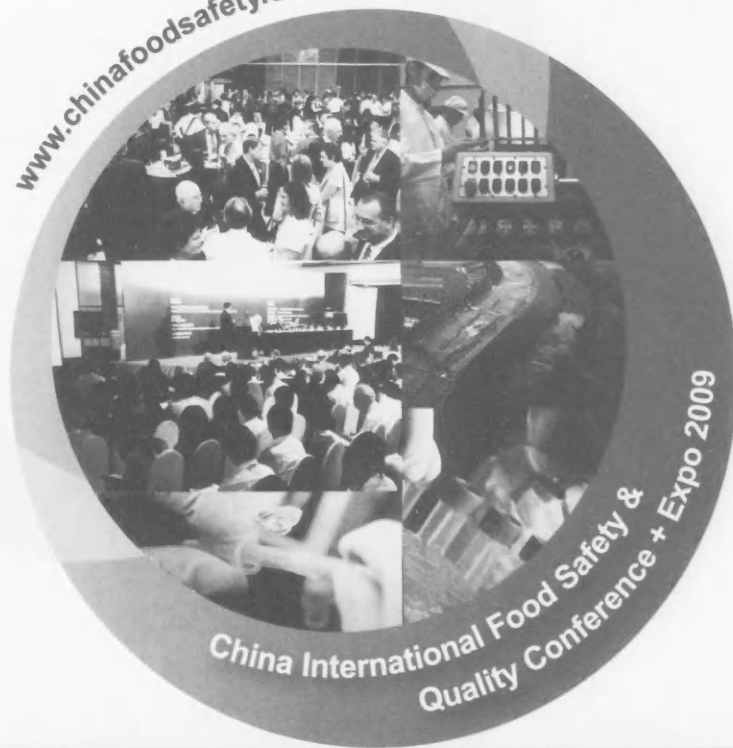 www.chinafoodsafety.
China International Food Safety &
Quality Conference + Expo 2009